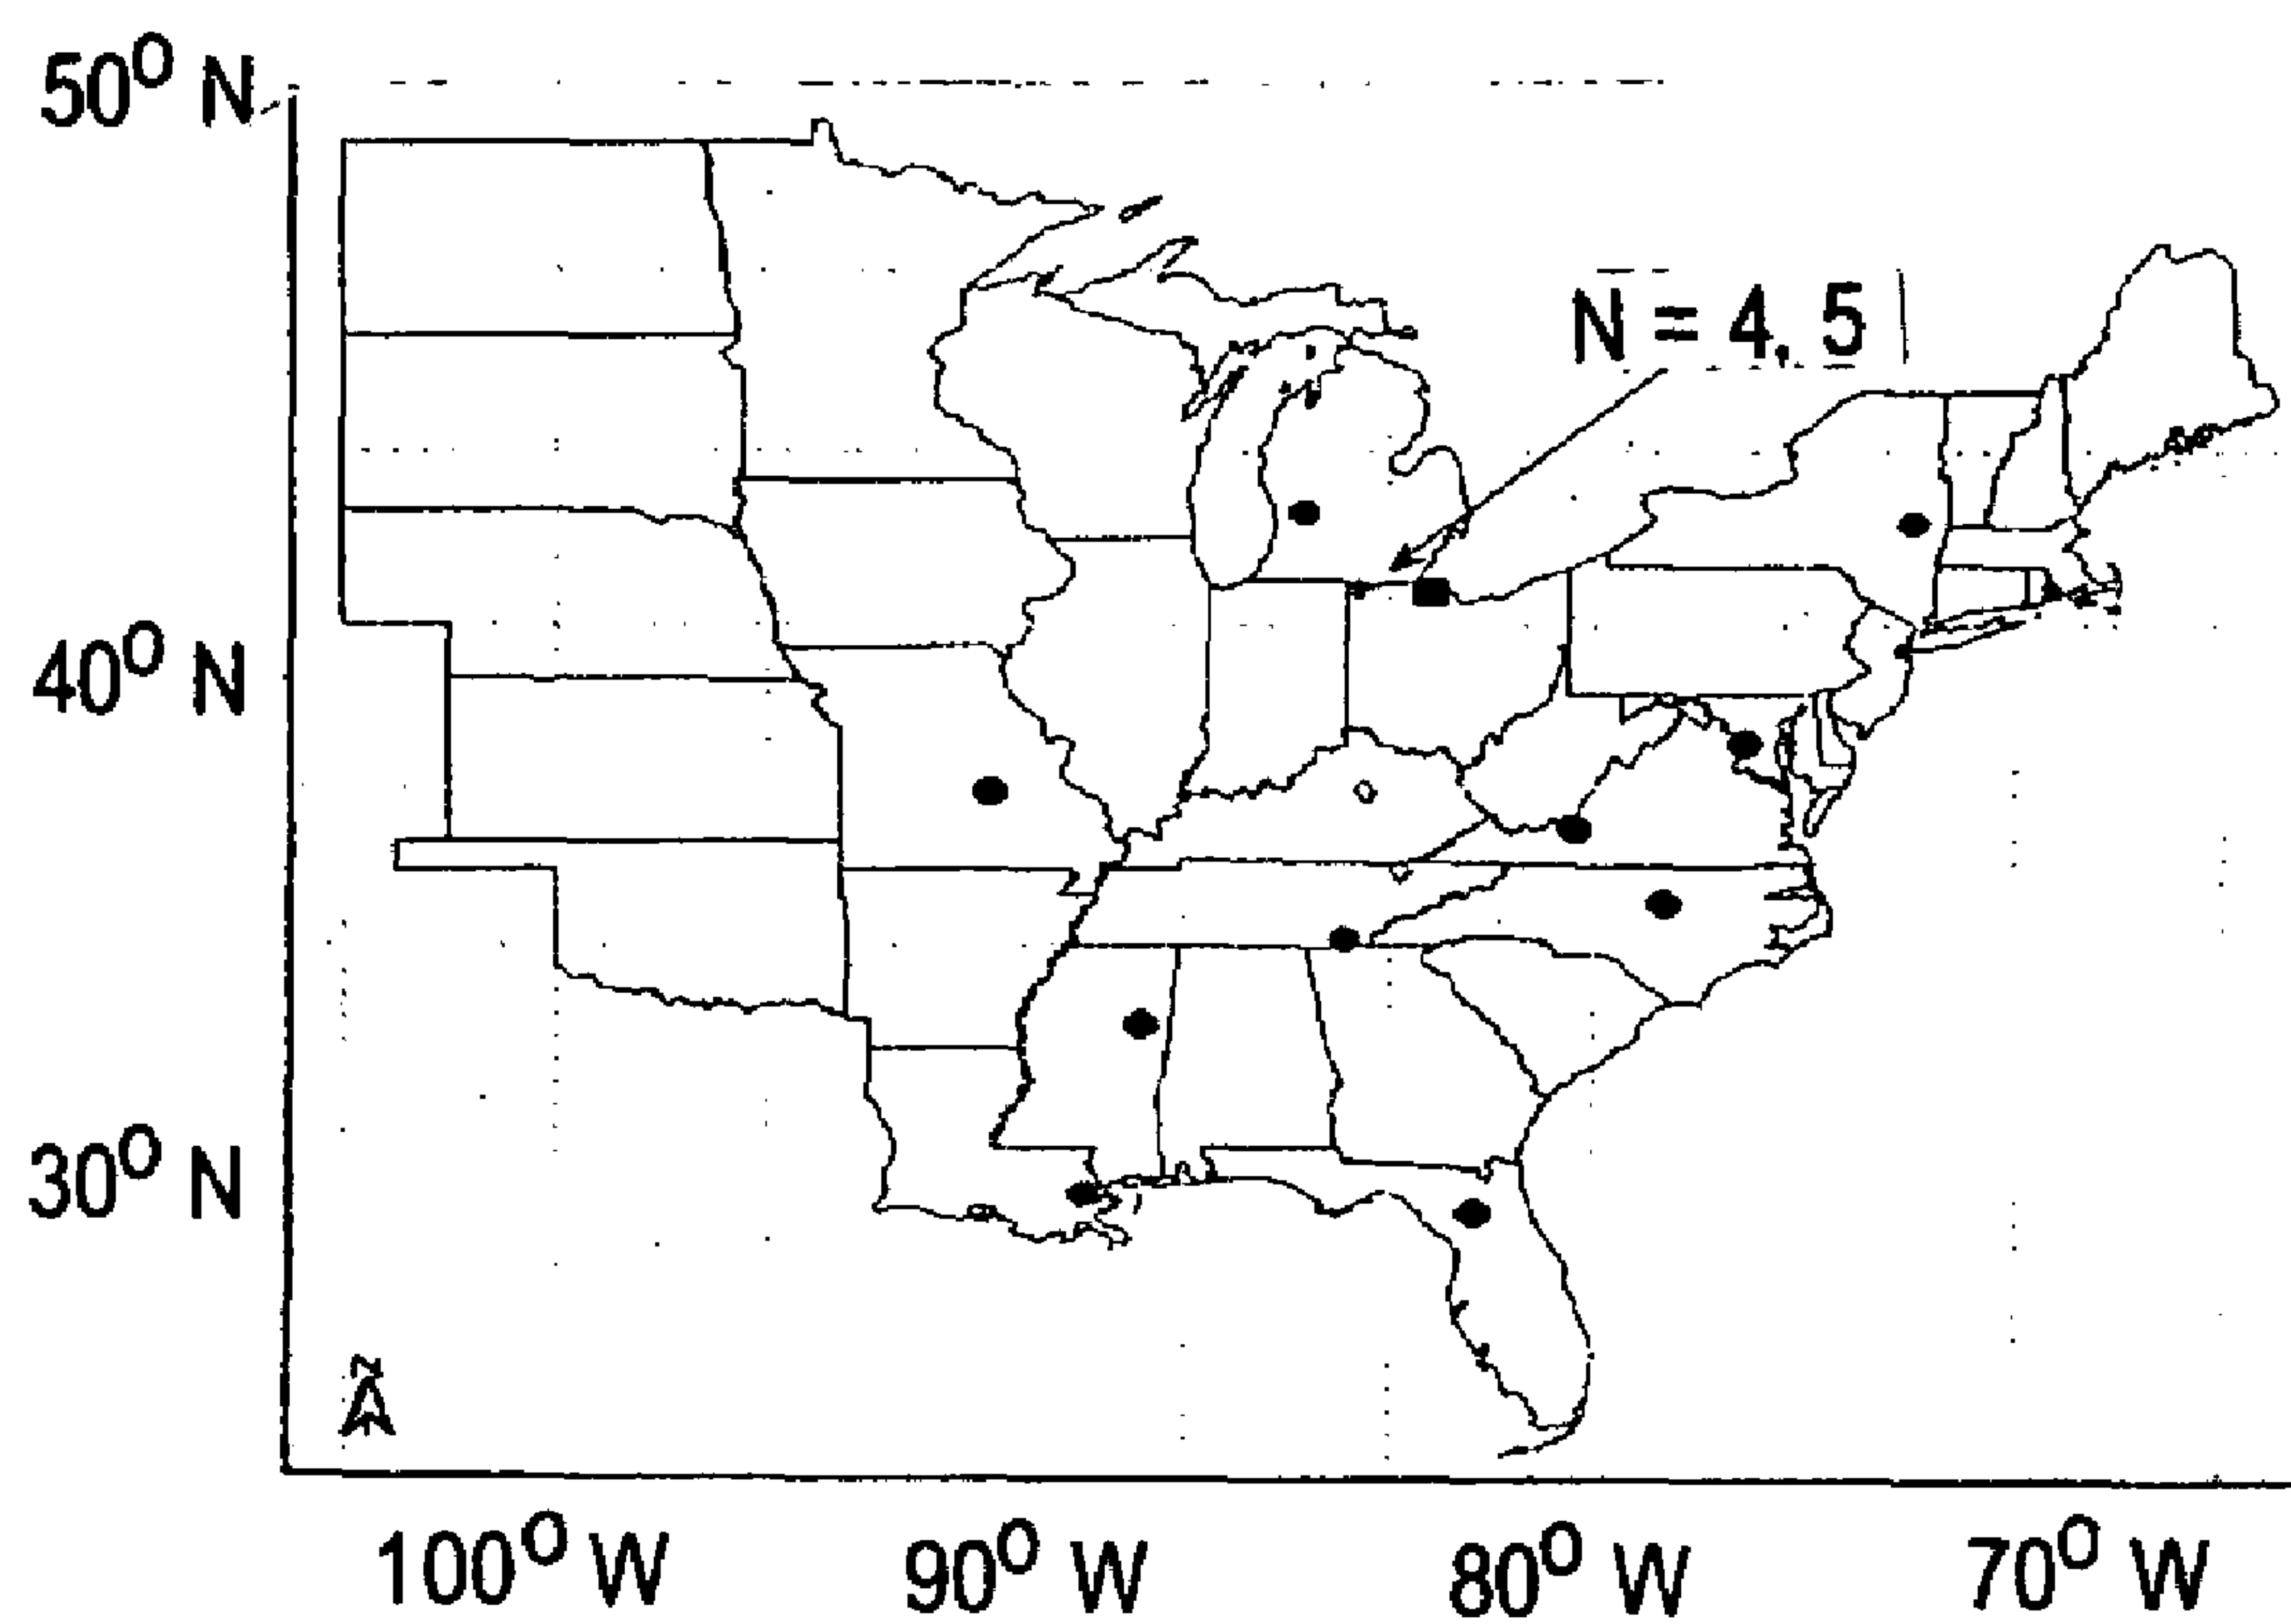 50⁰ N
N = 4, 5
40⁰ N
30⁰ N
100⁰ W 90⁰ W 80⁰ W 70⁰ W